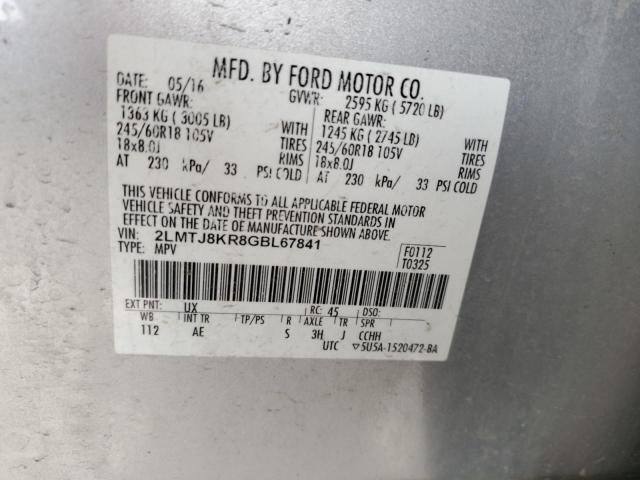 MFD. BY FORD MOTOR CO.
DATE: 05/16 GVWR: 2595 KG ( 5720 LB)
FRONT GAWR: REAR GAWR:
1363 KG ( 3005 LB) WITH 1245 KG ( 2745 LB) WITH
245/60R18 105V TIRES 245/60R18 105V TIRES
18x8.0J RIMS 18x8.0J RIMS
AT 230 kPa/ 33 PSI COLD AT 230 kPa/ 33 PSI COLD
THIS VEHICLE CONFORMS TO ALL APPLICABLE FEDERAL MOTOR
VEHICLE SAFETY AND THEFT PREVENTION STANDARDS IN
EFFECT ON THE DATE OF MANUFACTURE SHOWN ABOVE.
VIN: 2LMTJ8KR8GBL67841 F0112
TYPE: MPV T0325
EXT PNT: UX RC: 45 DSO:
WB INT TR TP/PS R AXLE TR SPR
112 AE S 3H J CCHH
UTC ▽5U5A-1520472-BA